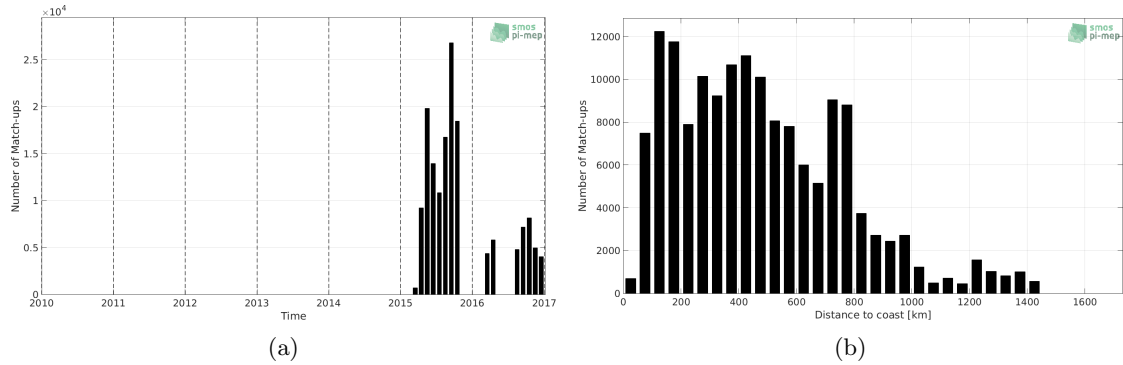 ×10⁴
2.5
2
1.5
1
0.5
0
2010 2011 2012 2013 2014 2015 2016 2017
Number of Match-ups
Time
smos
pi-mep
(a)
12000
10000
8000
6000
4000
2000
0
0 200 400 600 800 1000 1200 1400 1600
Number of Match-ups
Distance to coast [km]
smos
pi-mep
(b)